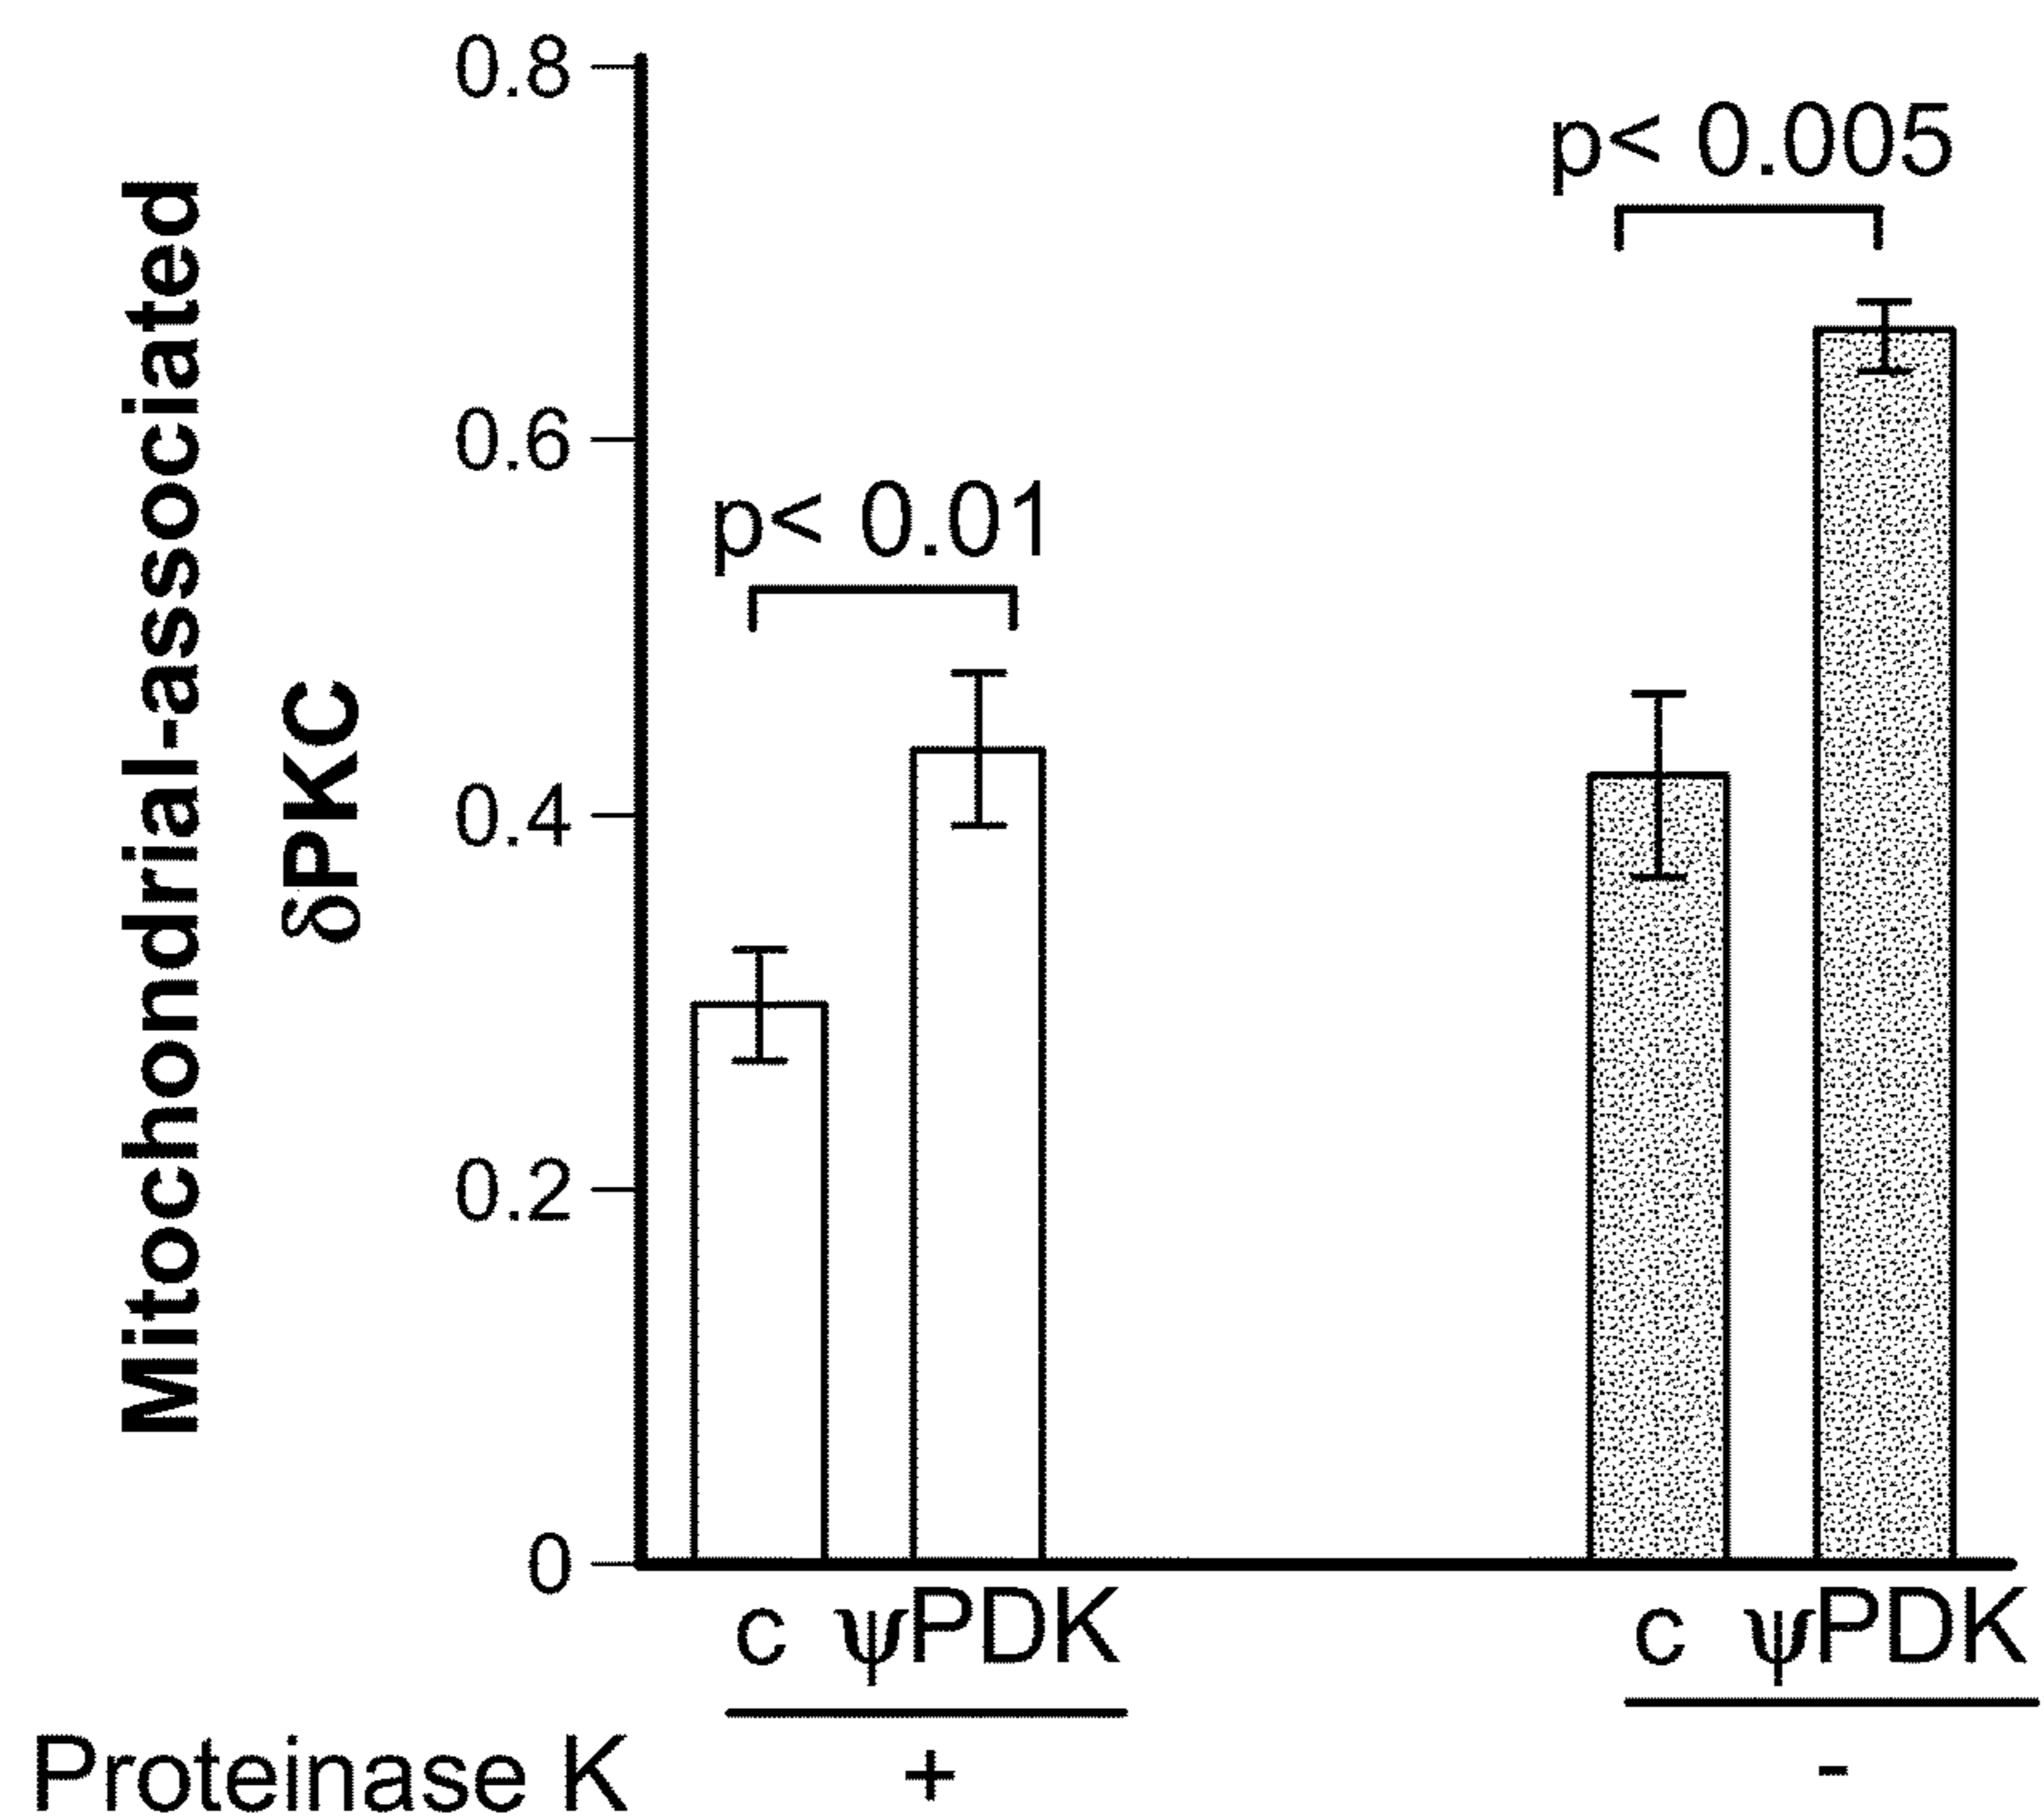 Mitochondrial-associated
δPKC
0.8
0.6
0.4
0.2
0
p< 0.01
p< 0.005
c ψPDK
c ψPDK
Proteinase K + -